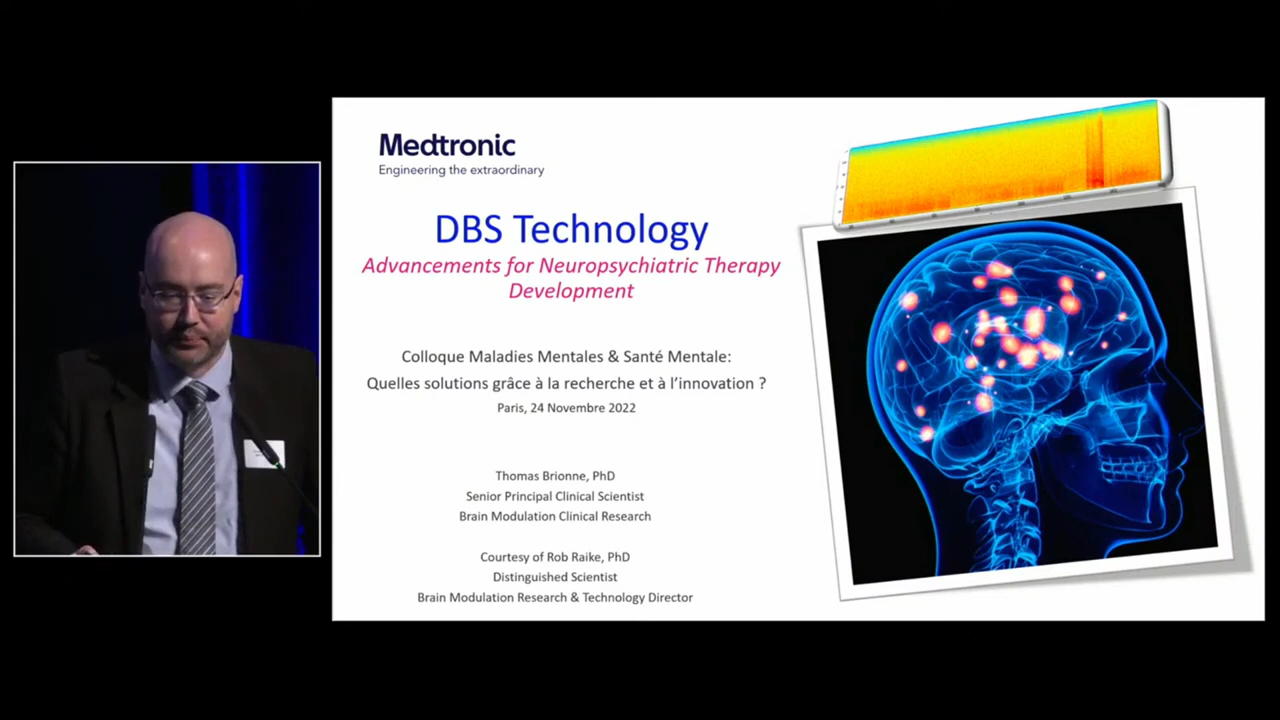 Medtronic
Engineering the extraordinary
DBS Technology
Advancements for Neuropsychiatric Therapy
Development
Colloque Maladies Mentales & Santé Mentale:
Quelles solutions grâce à la recherche et à l’innovation ?
Paris, 24 Novembre 2022
Thomas Brionne, PhD
Senior Principal Clinical Scientist
Brain Modulation Clinical Research
Courtesy of Rob Raike, PhD
Distinguished Scientist
Brain Modulation Research & Technology Director